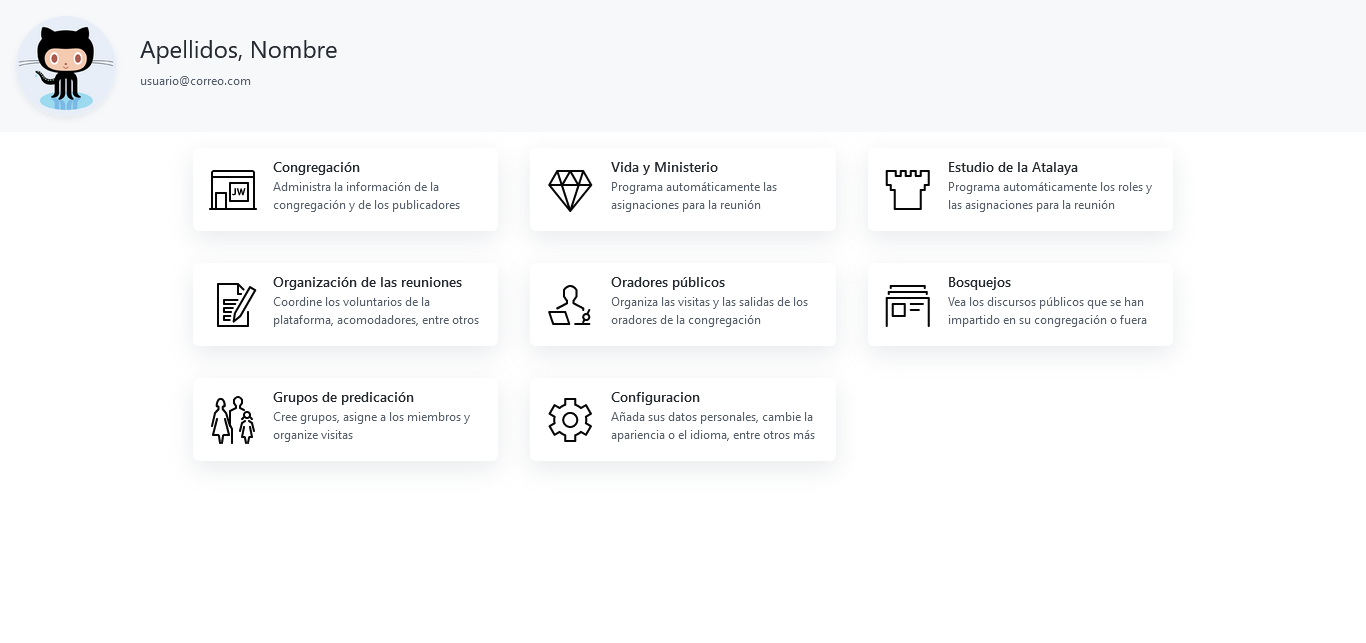 Apellidos, Nombre
usuario@correo.com
Congregación
Administra la información de la
congregación y de los publicadores
JW
Vida y Ministerio
Programa automáticamente las
asignaciones para la reunión
Estudio de la Atalaya
Programa automáticamente los roles y
las asignaciones para la reunión
Organización de las reuniones
Coordine los voluntarios de la
plataforma, acomodadores, entre otros
Oradores públicos
Organiza las visitas y las salidas de los
oradores de la congregación
Bosquejos
Vea los discursos públicos que se han
impartido en su congregación o fuera
Grupos de predicación
Cree grupos, asigne a los miembros y
organize visitas
Configuracion
Añada sus datos personales, cambie la
apariencia o el idioma, entre otros más